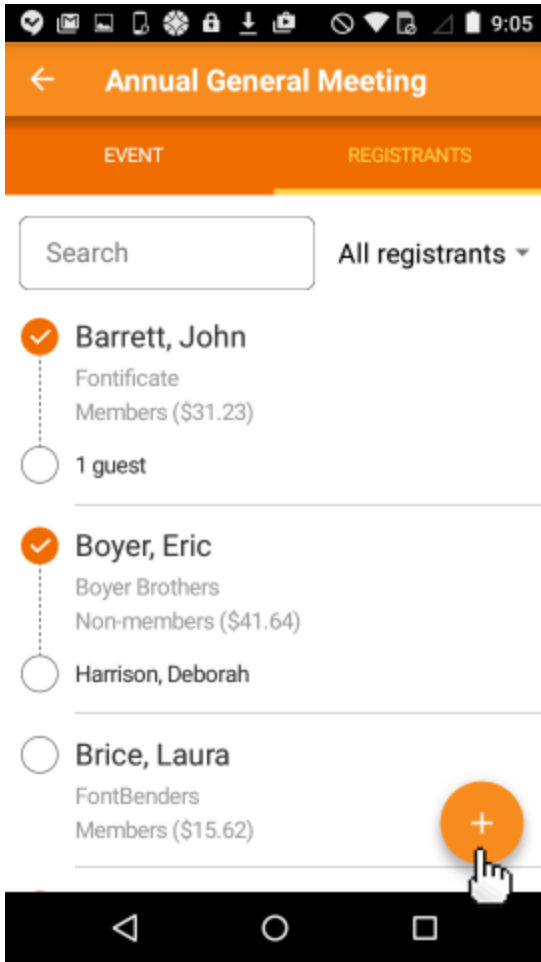 9:05
Annual General Meeting
EVENT
REGISTRANTS
Search
All registrants
Barrett, John
Fontificate
Members ($31.23)
1 guest
Boyer, Eric
Boyer Brothers
Non-members ($41.64)
Harrison, Deborah
Brice, Laura
FontBenders
Members ($15.62)